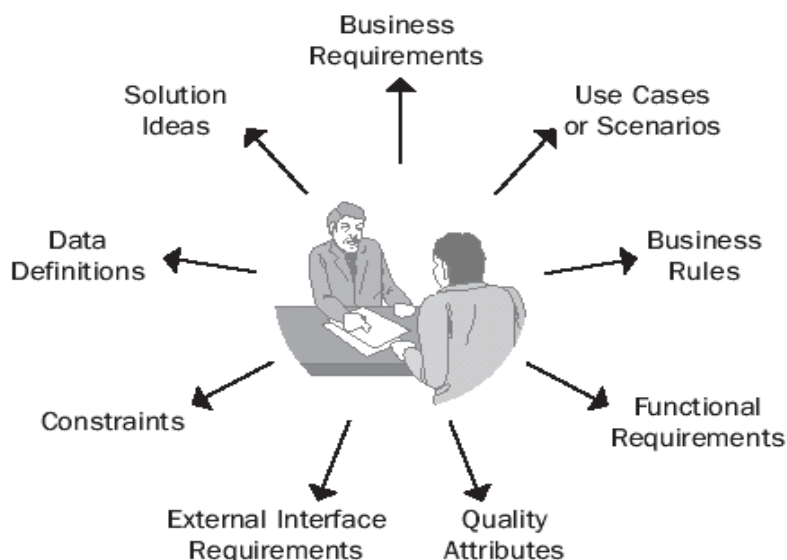 Business
Requirements
Use Cases
or Scenarios
Business
Rules
Functional
Requirements
Quality
Attributes
External Interface
Requirements
Constraints
Data
Definitions
Solution
Ideas